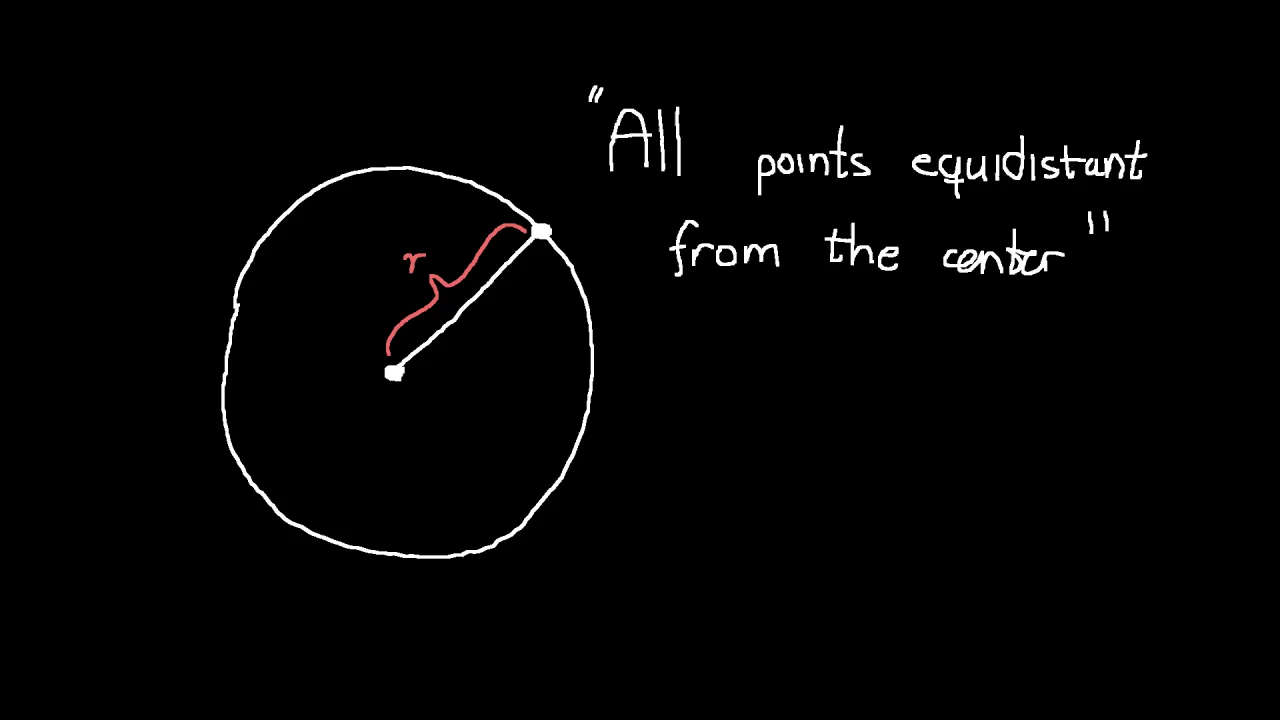 "All points equidistant
from the center"
r